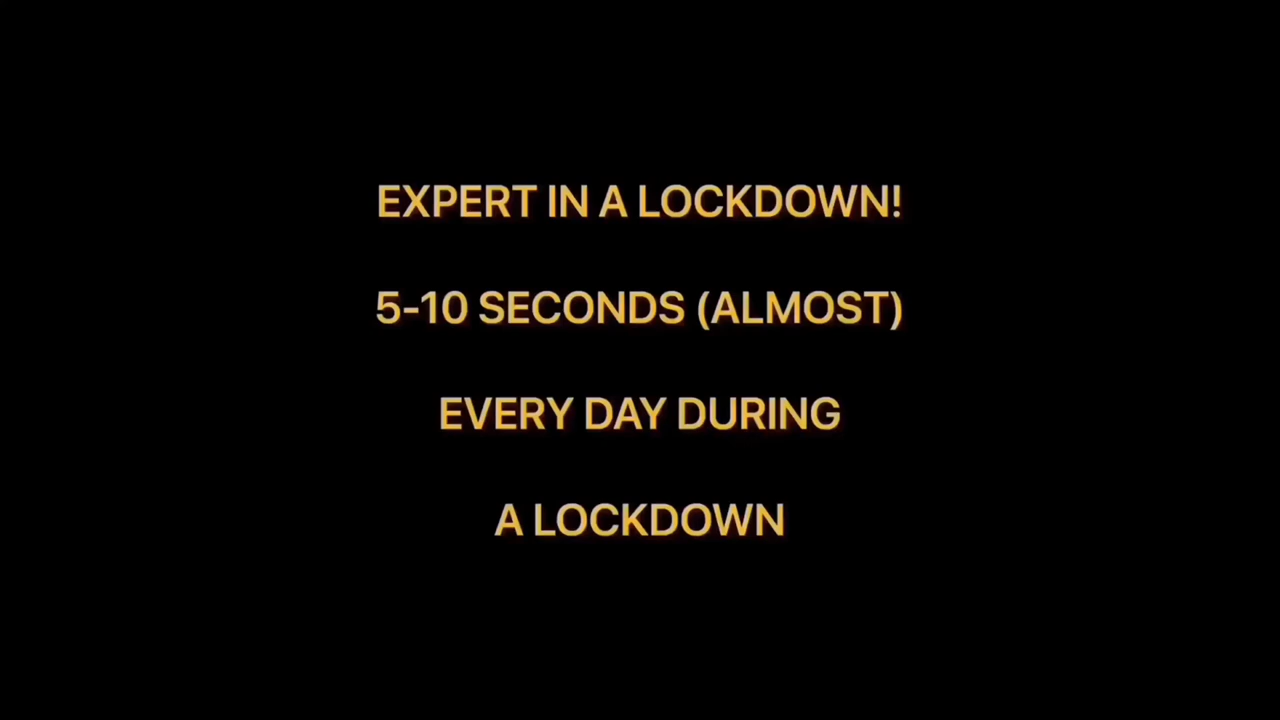 EXPERT IN A LOCKDOWN!
5-10 SECONDS (ALMOST)
EVERY DAY DURING
A LOCKDOWN